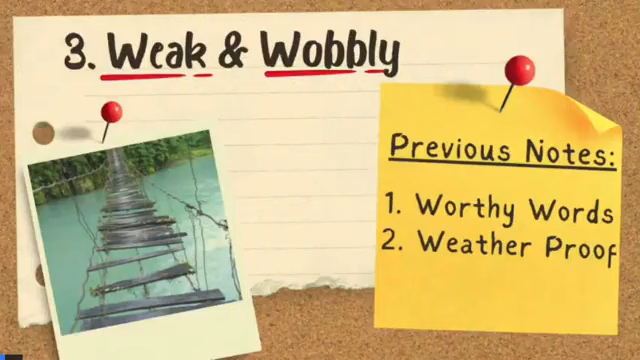 3. Weak & Wobbly
Previous Notes:
1. Worthy Words
2. Weather Proof